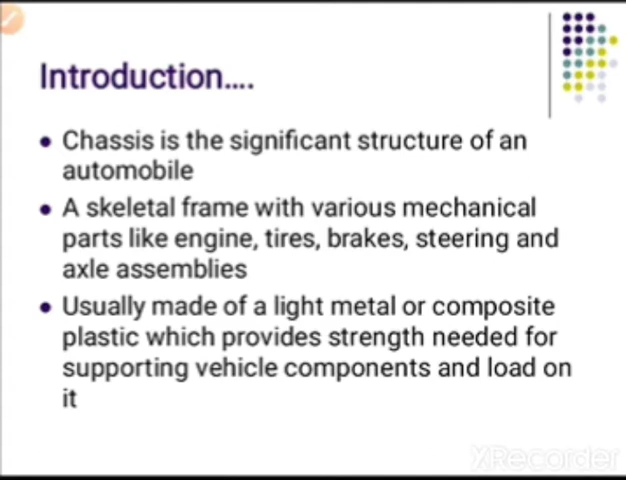 Introduction....
• Chassis is the significant structure of an
automobile
• A skeletal frame with various mechanical
parts like engine, tires, brakes, steering and
axle assemblies
• Usually made of a light metal or composite
plastic which provides strength needed for
supporting vehicle components and load on
it
XRecorder